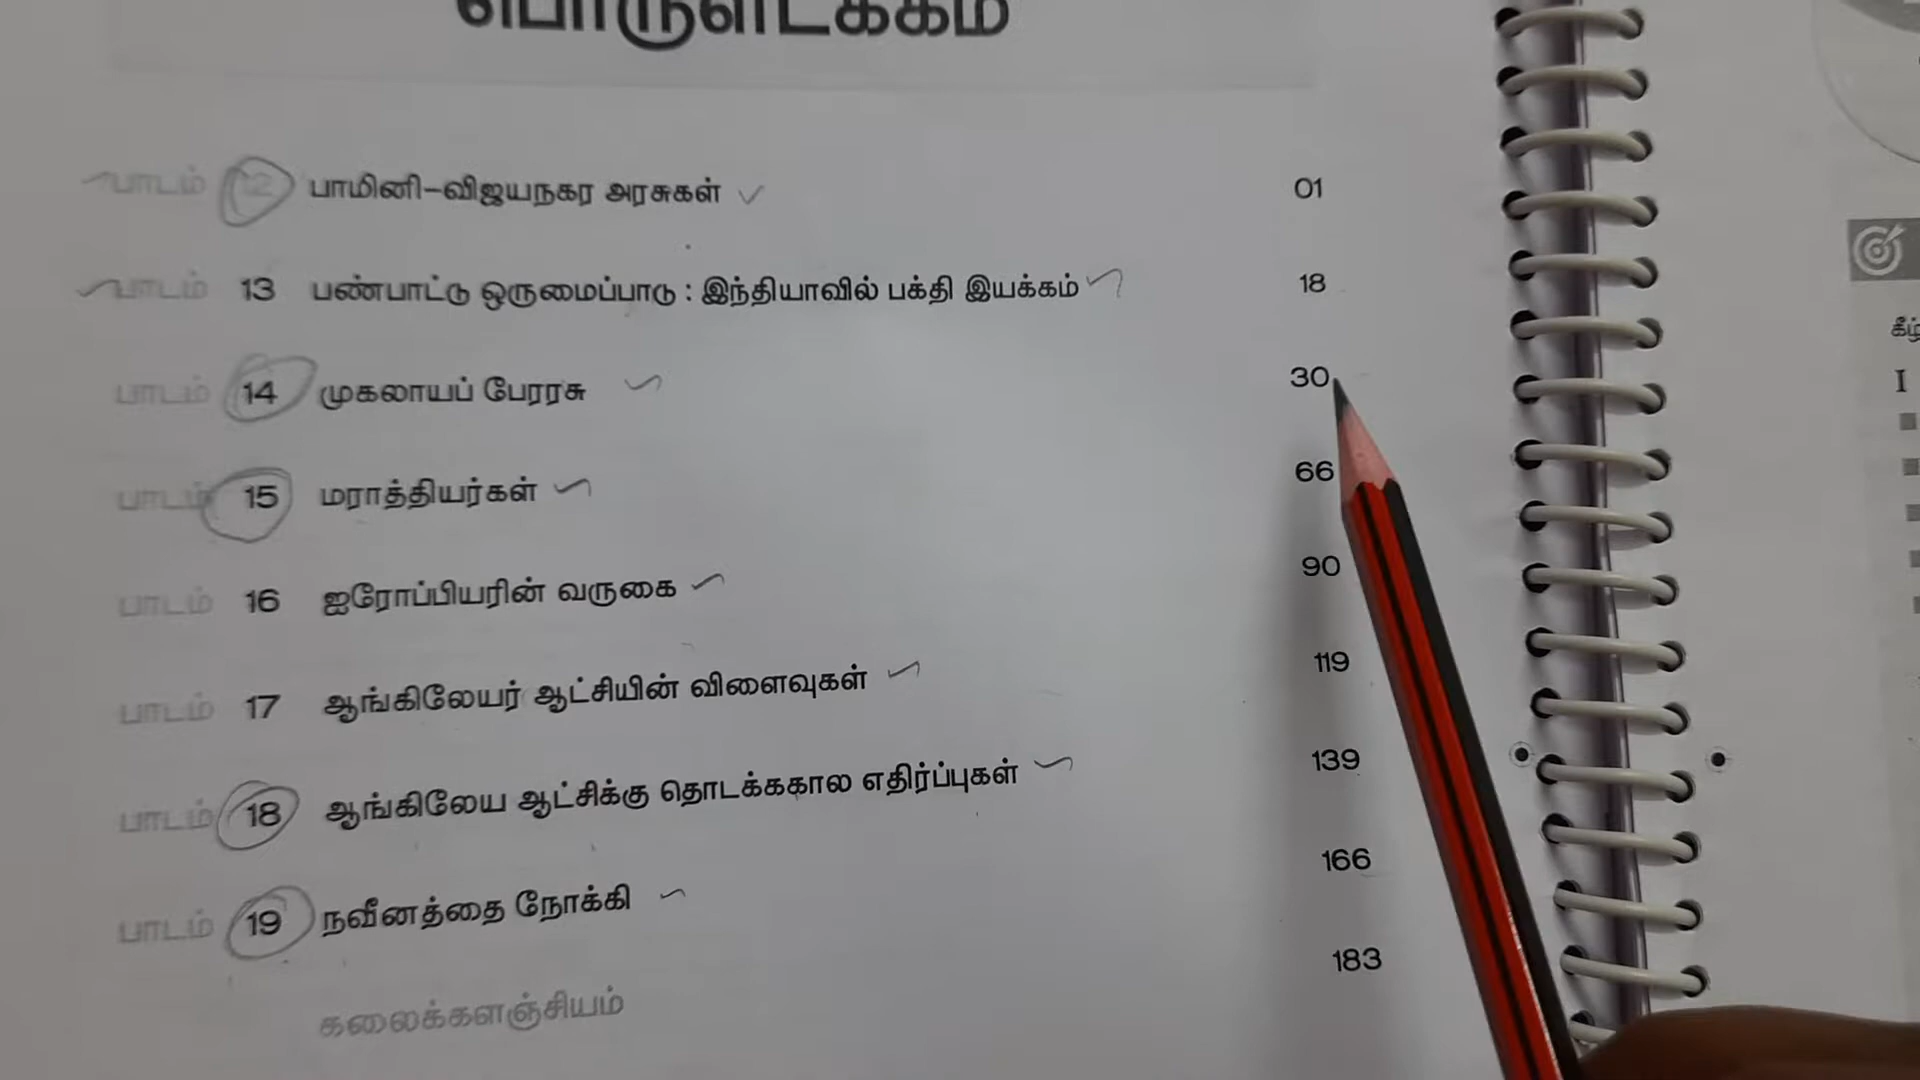 பொருளடக்கம்
பாடம் 12 பாமினி–விஜயநகர அரசுகள் 01
பாடம் 13 பண்பாட்டு ஒருமைப்பாடு : இந்தியாவில் பக்தி இயக்கம் 18
பாடம் 14 முகலாயப் பேரரசு 30
பாடம் 15 மராத்தியர்கள் 66
பாடம் 16 ஐரோப்பியரின் வருகை 90
பாடம் 17 ஆங்கிலேயர் ஆட்சியின் விளைவுகள் 119
பாடம் 18 ஆங்கிலேய ஆட்சிக்கு தொடக்ககால எதிர்ப்புகள் 139
பாடம் 19 நவீனத்தை நோக்கி 166
கலைக்களஞ்சியம் 183
கீழ்
I